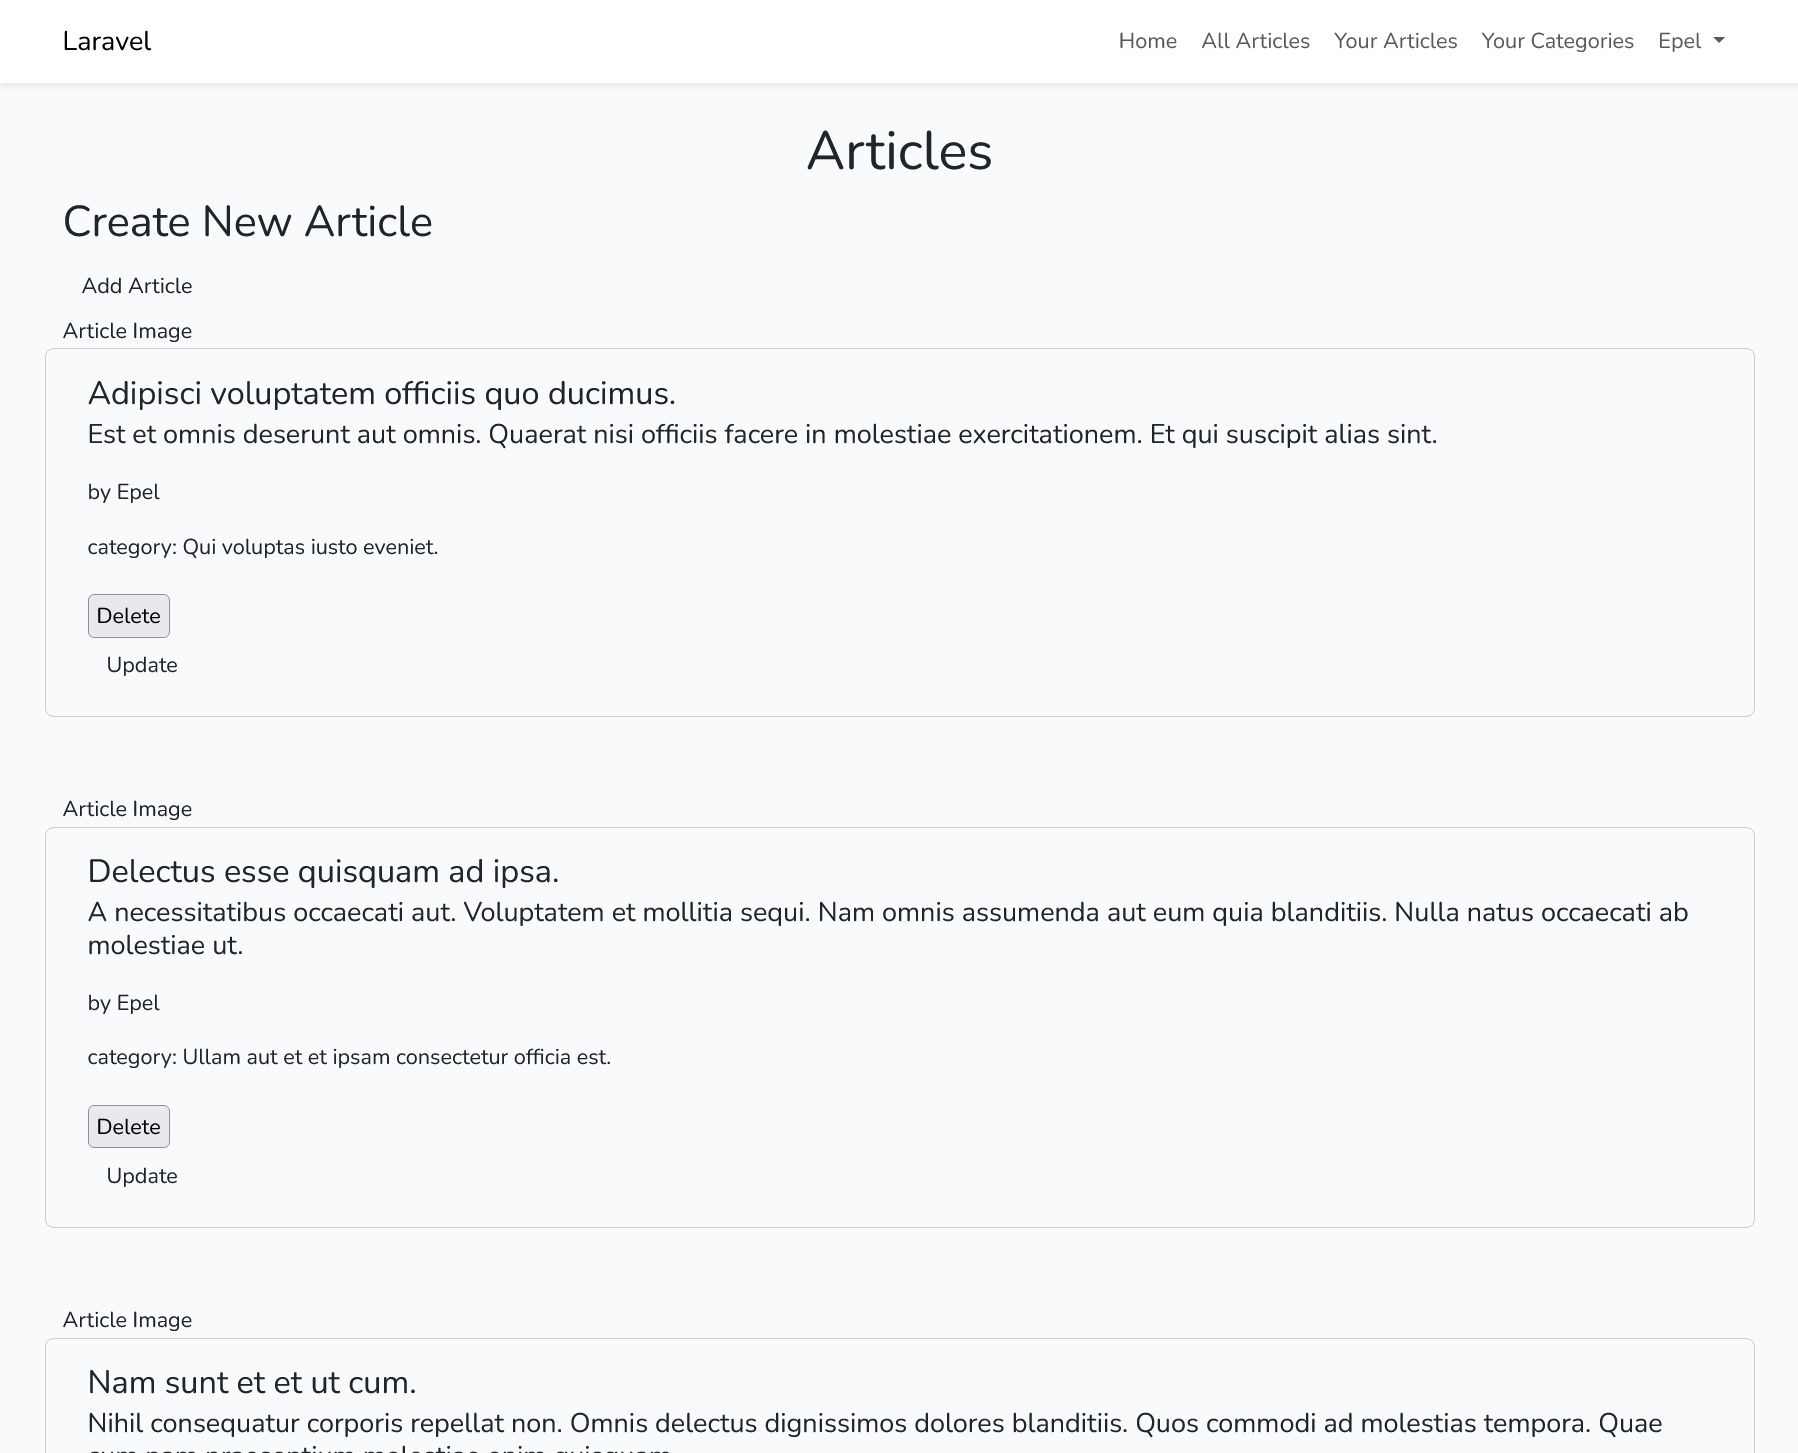 Laravel
Home All Articles Your Articles Your Categories Epel
Articles
Create New Article
Add Article
Article Image
Adipisci voluptatem officiis quo ducimus.
Est et omnis deserunt aut omnis. Quaerat nisi officiis facere in molestiae exercitationem. Et qui suscipit alias sint.
by Epel
category: Qui voluptas iusto eveniet.
Delete
Update
Article Image
Delectus esse quisquam ad ipsa.
A necessitatibus occaecati aut. Voluptatem et mollitia sequi. Nam omnis assumenda aut eum quia blanditiis. Nulla natus occaecati ab
molestiae ut.
by Epel
category: Ullam aut et et ipsam consectetur officia est.
Delete
Update
Article Image
Nam sunt et et ut cum.
Nihil consequatur corporis repellat non. Omnis delectus dignissimos dolores blanditiis. Quos commodi ad molestias tempora. Quae